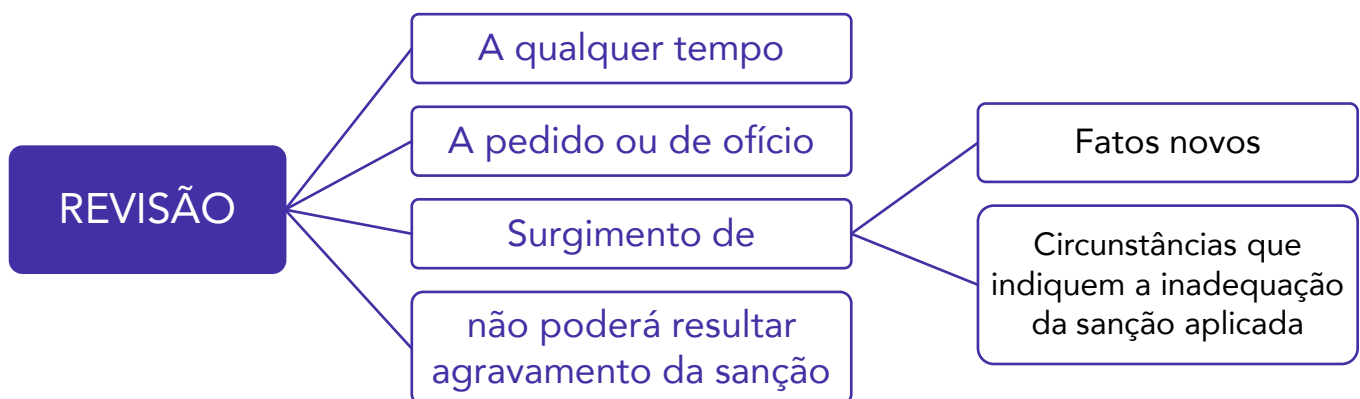 REVISÃO
A qualquer tempo
A pedido ou de ofício
Surgimento de
não poderá resultar
agravamento da sanção
Fatos novos
Circunstâncias que
indiquem a inadequação
da sanção aplicada